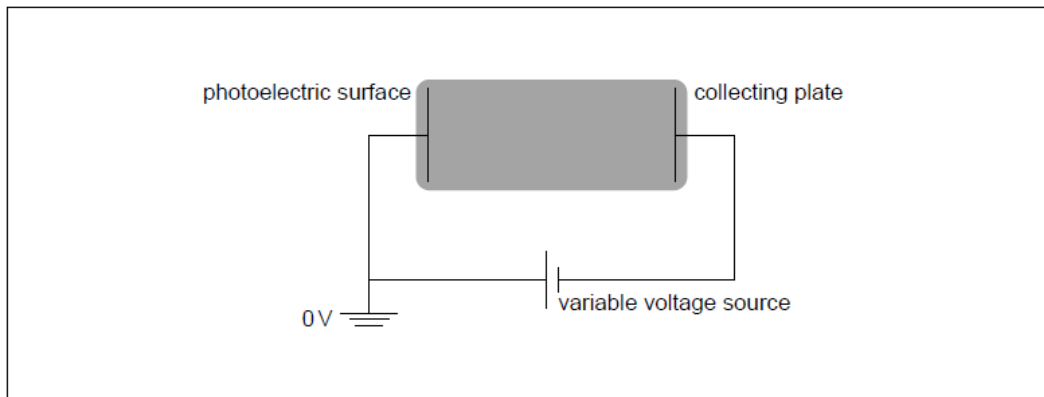 photoelectric surface
collecting plate
variable voltage source
0 V